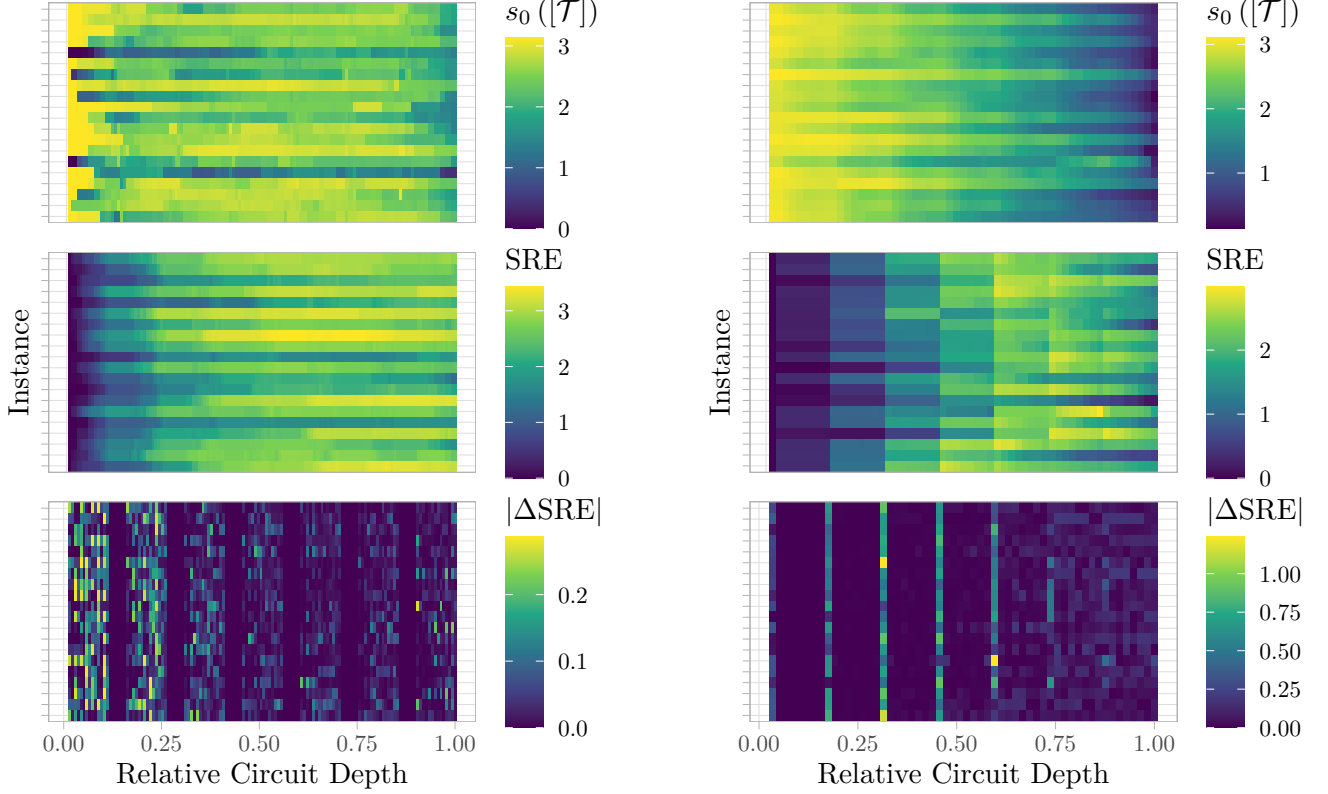 s₀ ([𝒯])
3
2
1
0
s₀ ([𝒯])
3
2
1
Instance
SRE
3
2
1
0
Instance
SRE
2
1
0
|ΔSRE|
0.2
0.1
0.0
0.00 0.25 0.50 0.75 1.00
Relative Circuit Depth
|ΔSRE|
1.00
0.75
0.50
0.25
0.00
0.00 0.25 0.50 0.75 1.00
Relative Circuit Depth